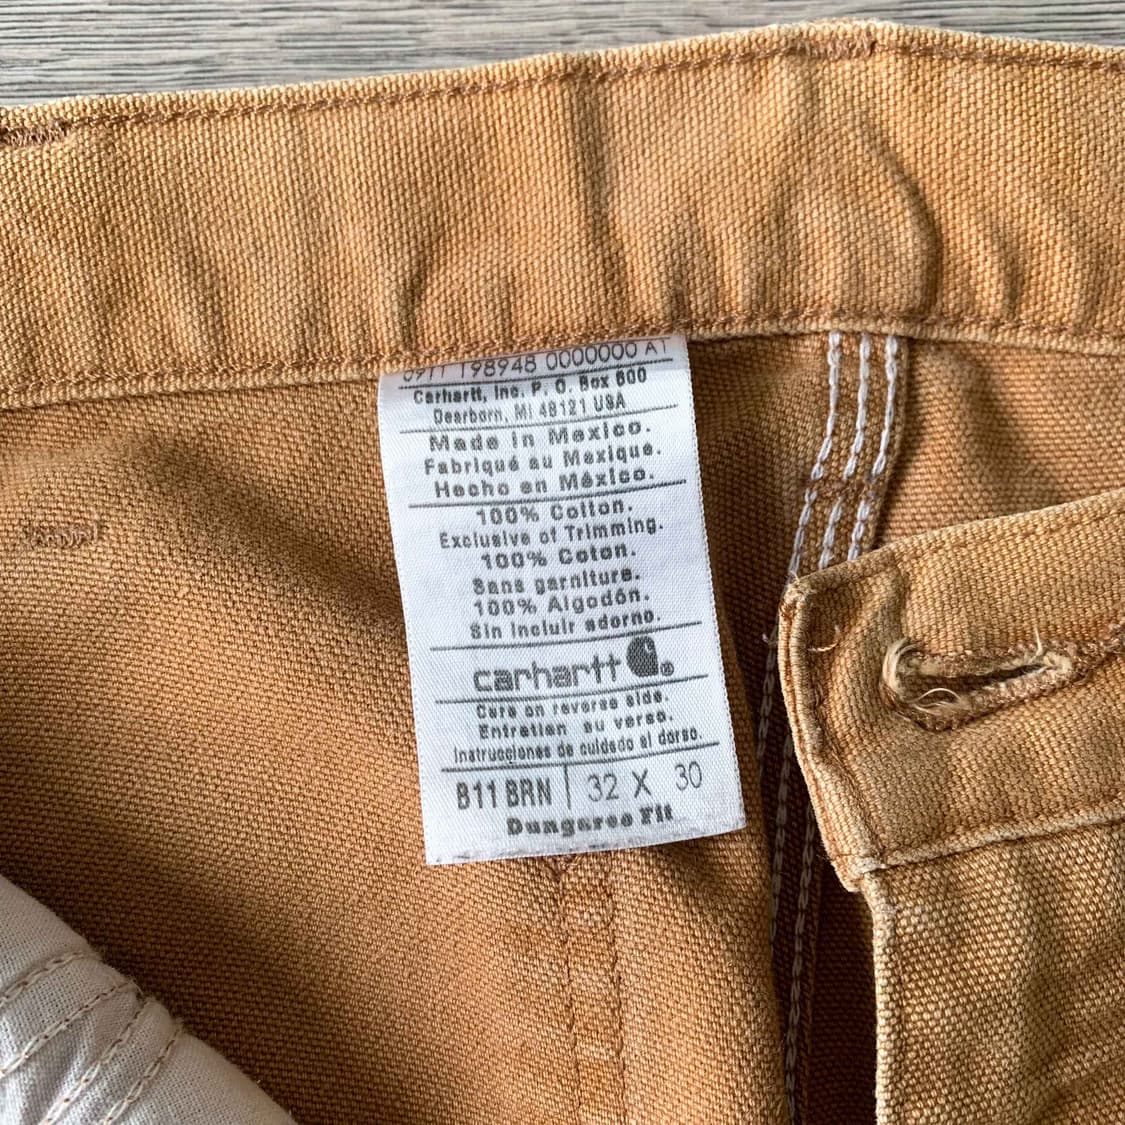 0911 198948 0000000 AT
Carhartt, Inc. P. O. Box 600
Dearborn, MI 48121 USA
Made in Mexico.
Fabriqué au Mexique.
Hecho en México.
100% Cotton.
Exclusive of Trimming.
100% Coton.
Sans garniture.
100% Algodón.
Sin incluir adorno.
carhartt ®
Care on reverse side.
Entretien au verso.
Instrucciones de cuidado al dorso.
B11 BRN | 32 X 30
Dungaree Fit